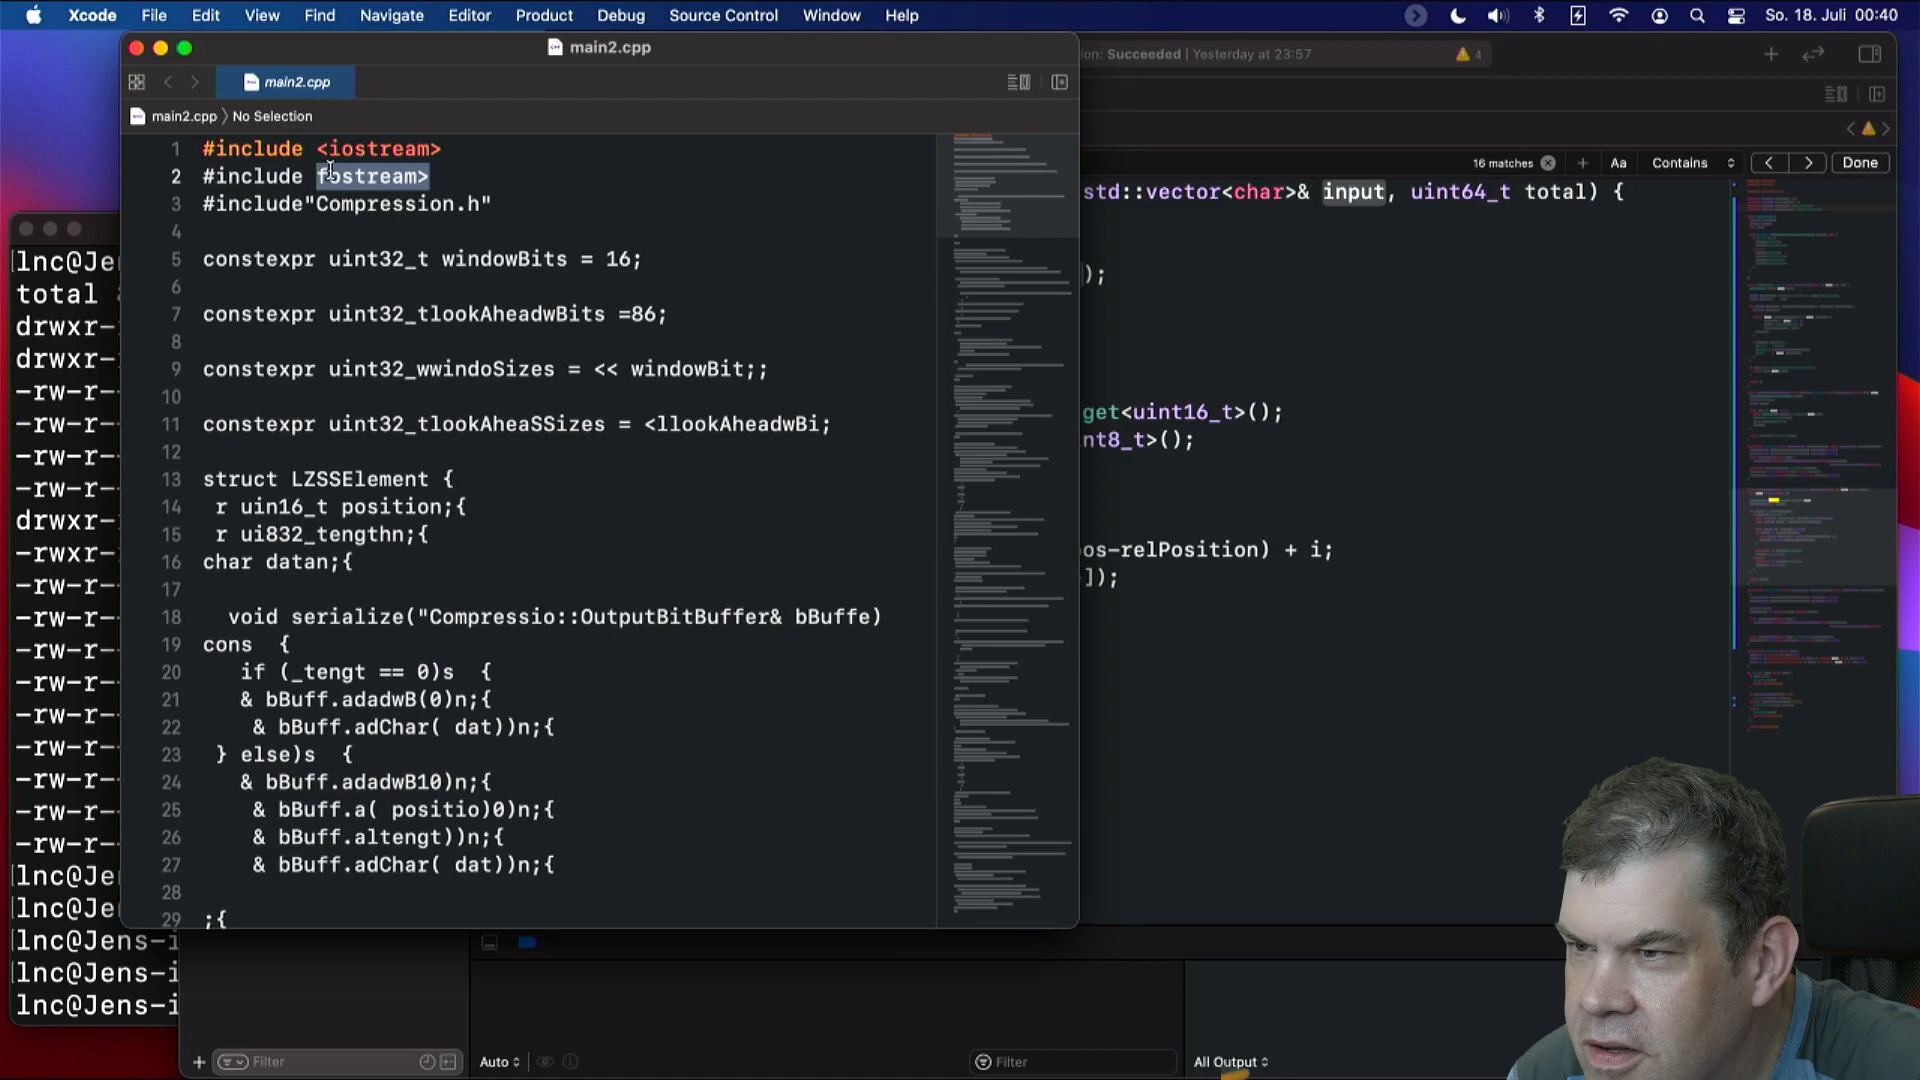 Xcode File Edit View Find Navigate Editor Product Debug Source Control Window Help So. 18. Juli 00:40
main2.cpp
ion: Succeeded | Yesterday at 23:57 4
main2.cpp
main2.cpp No Selection
16 matches Aa Contains Done
1 #include <iostream>
2 #include fostream>
3 #include"Compression.h"
4
5 constexpr uint32_t windowBits = 16;
6
7 constexpr uint32_tlookAheadwBits =86;
8
9 constexpr uint32_wwindoSizes = << windowBit;;
10
11 constexpr uint32_tlookAheaSSizes = <llookAheadwBi;
12
13 struct LZSSElement {
14 r uin16_t position;{
15 r ui832_tengthn;{
16 char datan;{
17
18 void serialize("Compressio::OutputBitBuffer& bBuffe)
19 cons {
20 if (_tengt == 0)s {
21 & bBuff.adadwB(0)n;{
22 & bBuff.adChar( dat))n;{
23 } else)s {
24 & bBuff.adadwB10)n;{
25 & bBuff.a( positio)0)n;{
26 & bBuff.altengt))n;{
27 & bBuff.adChar( dat))n;{
28
29 ;{
std::vector<char>& input, uint64_t total) {
);
get<uint16_t>();
nt8_t>();
pos-relPosition) + i;
]);
lnc@Je
total
drwxr-
drwxr-
-rw-r--
-rw-r--
-rw-r--
-rw-r--
drwxr-
-rwxr--
-rw-r--
-rw-r--
-rw-r--
-rw-r--
-rw-r--
-rw-r--
-rw-r--
-rw-r--
-rw-r--
lnc@Je
lnc@Je
lnc@Jens-i
lnc@Jens-i
lnc@Jens-i
Filter
Auto
Filter
All Output